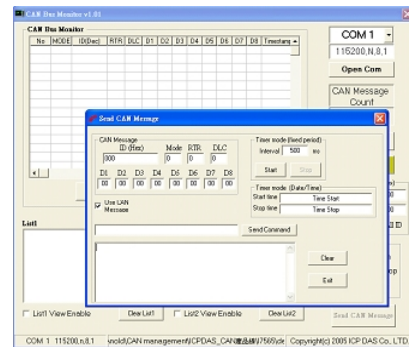 CAN Bus Monitor v1.01
CAN Bus Monitor
No MODE ID(Dec) RTR DLC D1 D2 D3 D4 D5 D6 D7 D8 Timestamp
COM 1
115200,N,8,1
Open Com
CAN Message
Count
Send CAN Message
CAN Message
ID (Hex) Mode RTR DLC
000 0 0 0
D1 D2 D3 D4 D5 D6 D7 D8
00 00 00 00 00 00 00 00
Use CAN
Message
Timer mode (fixed period)
Interval 500 ms
Start Stop
Timer mode (Date/Time)
Start time Time Start
Stop time Time Stop
Send Command
Clear
Exit
List1
List1 View Enable Clear List1 List2 View Enable Clear List2 Send CAN Message
COM 1 115200,n,8,1 Copyright(c) 2005 ICP DAS Co. LTD.